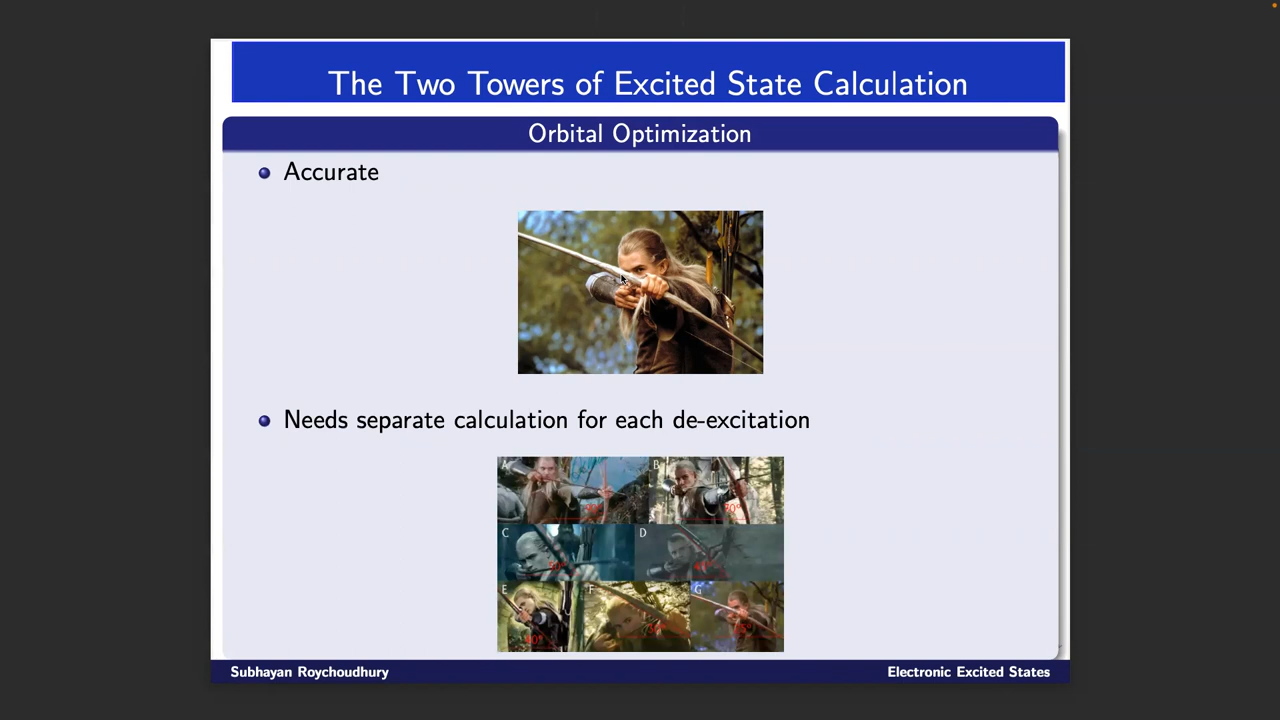 The Two Towers of Excited State Calculation
Orbital Optimization
Accurate
Needs separate calculation for each de-excitation
A B
C D
E F G
Subhayan Roychoudhury Electronic Excited States